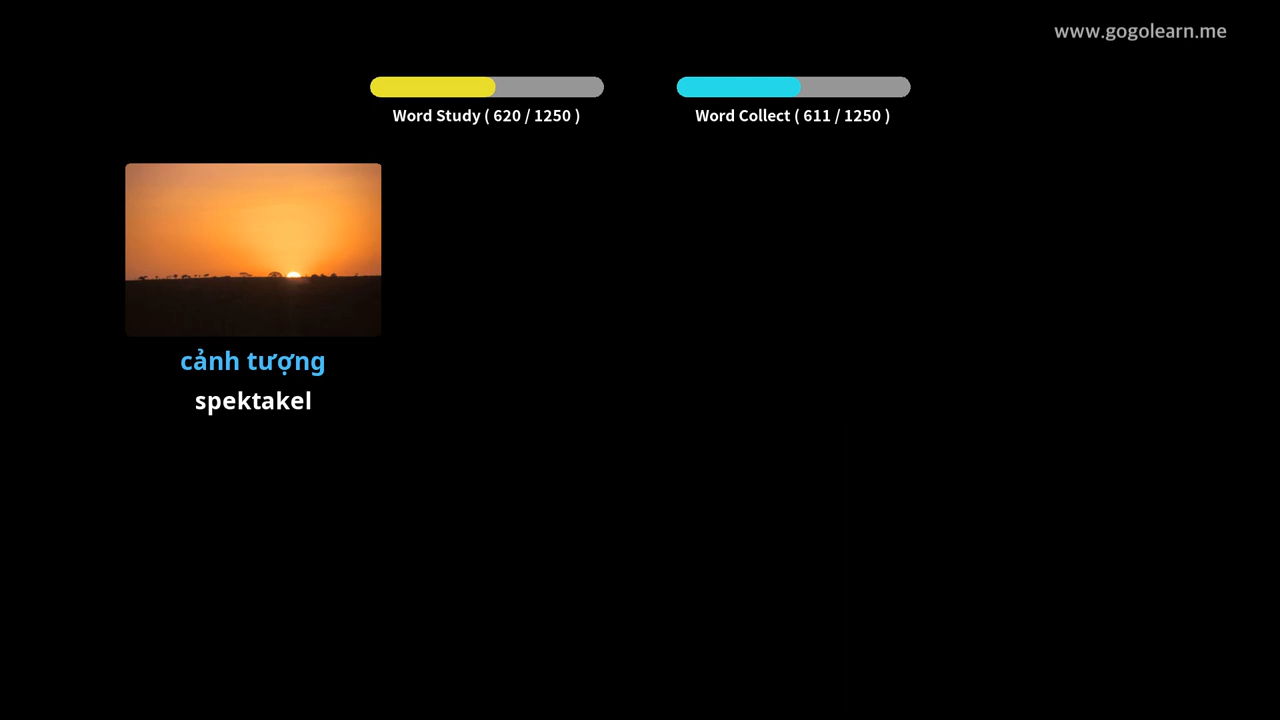 www.gogolearn.me
Word Study ( 620 / 1250 )
Word Collect ( 611 / 1250 )
cảnh tượng
spektakel